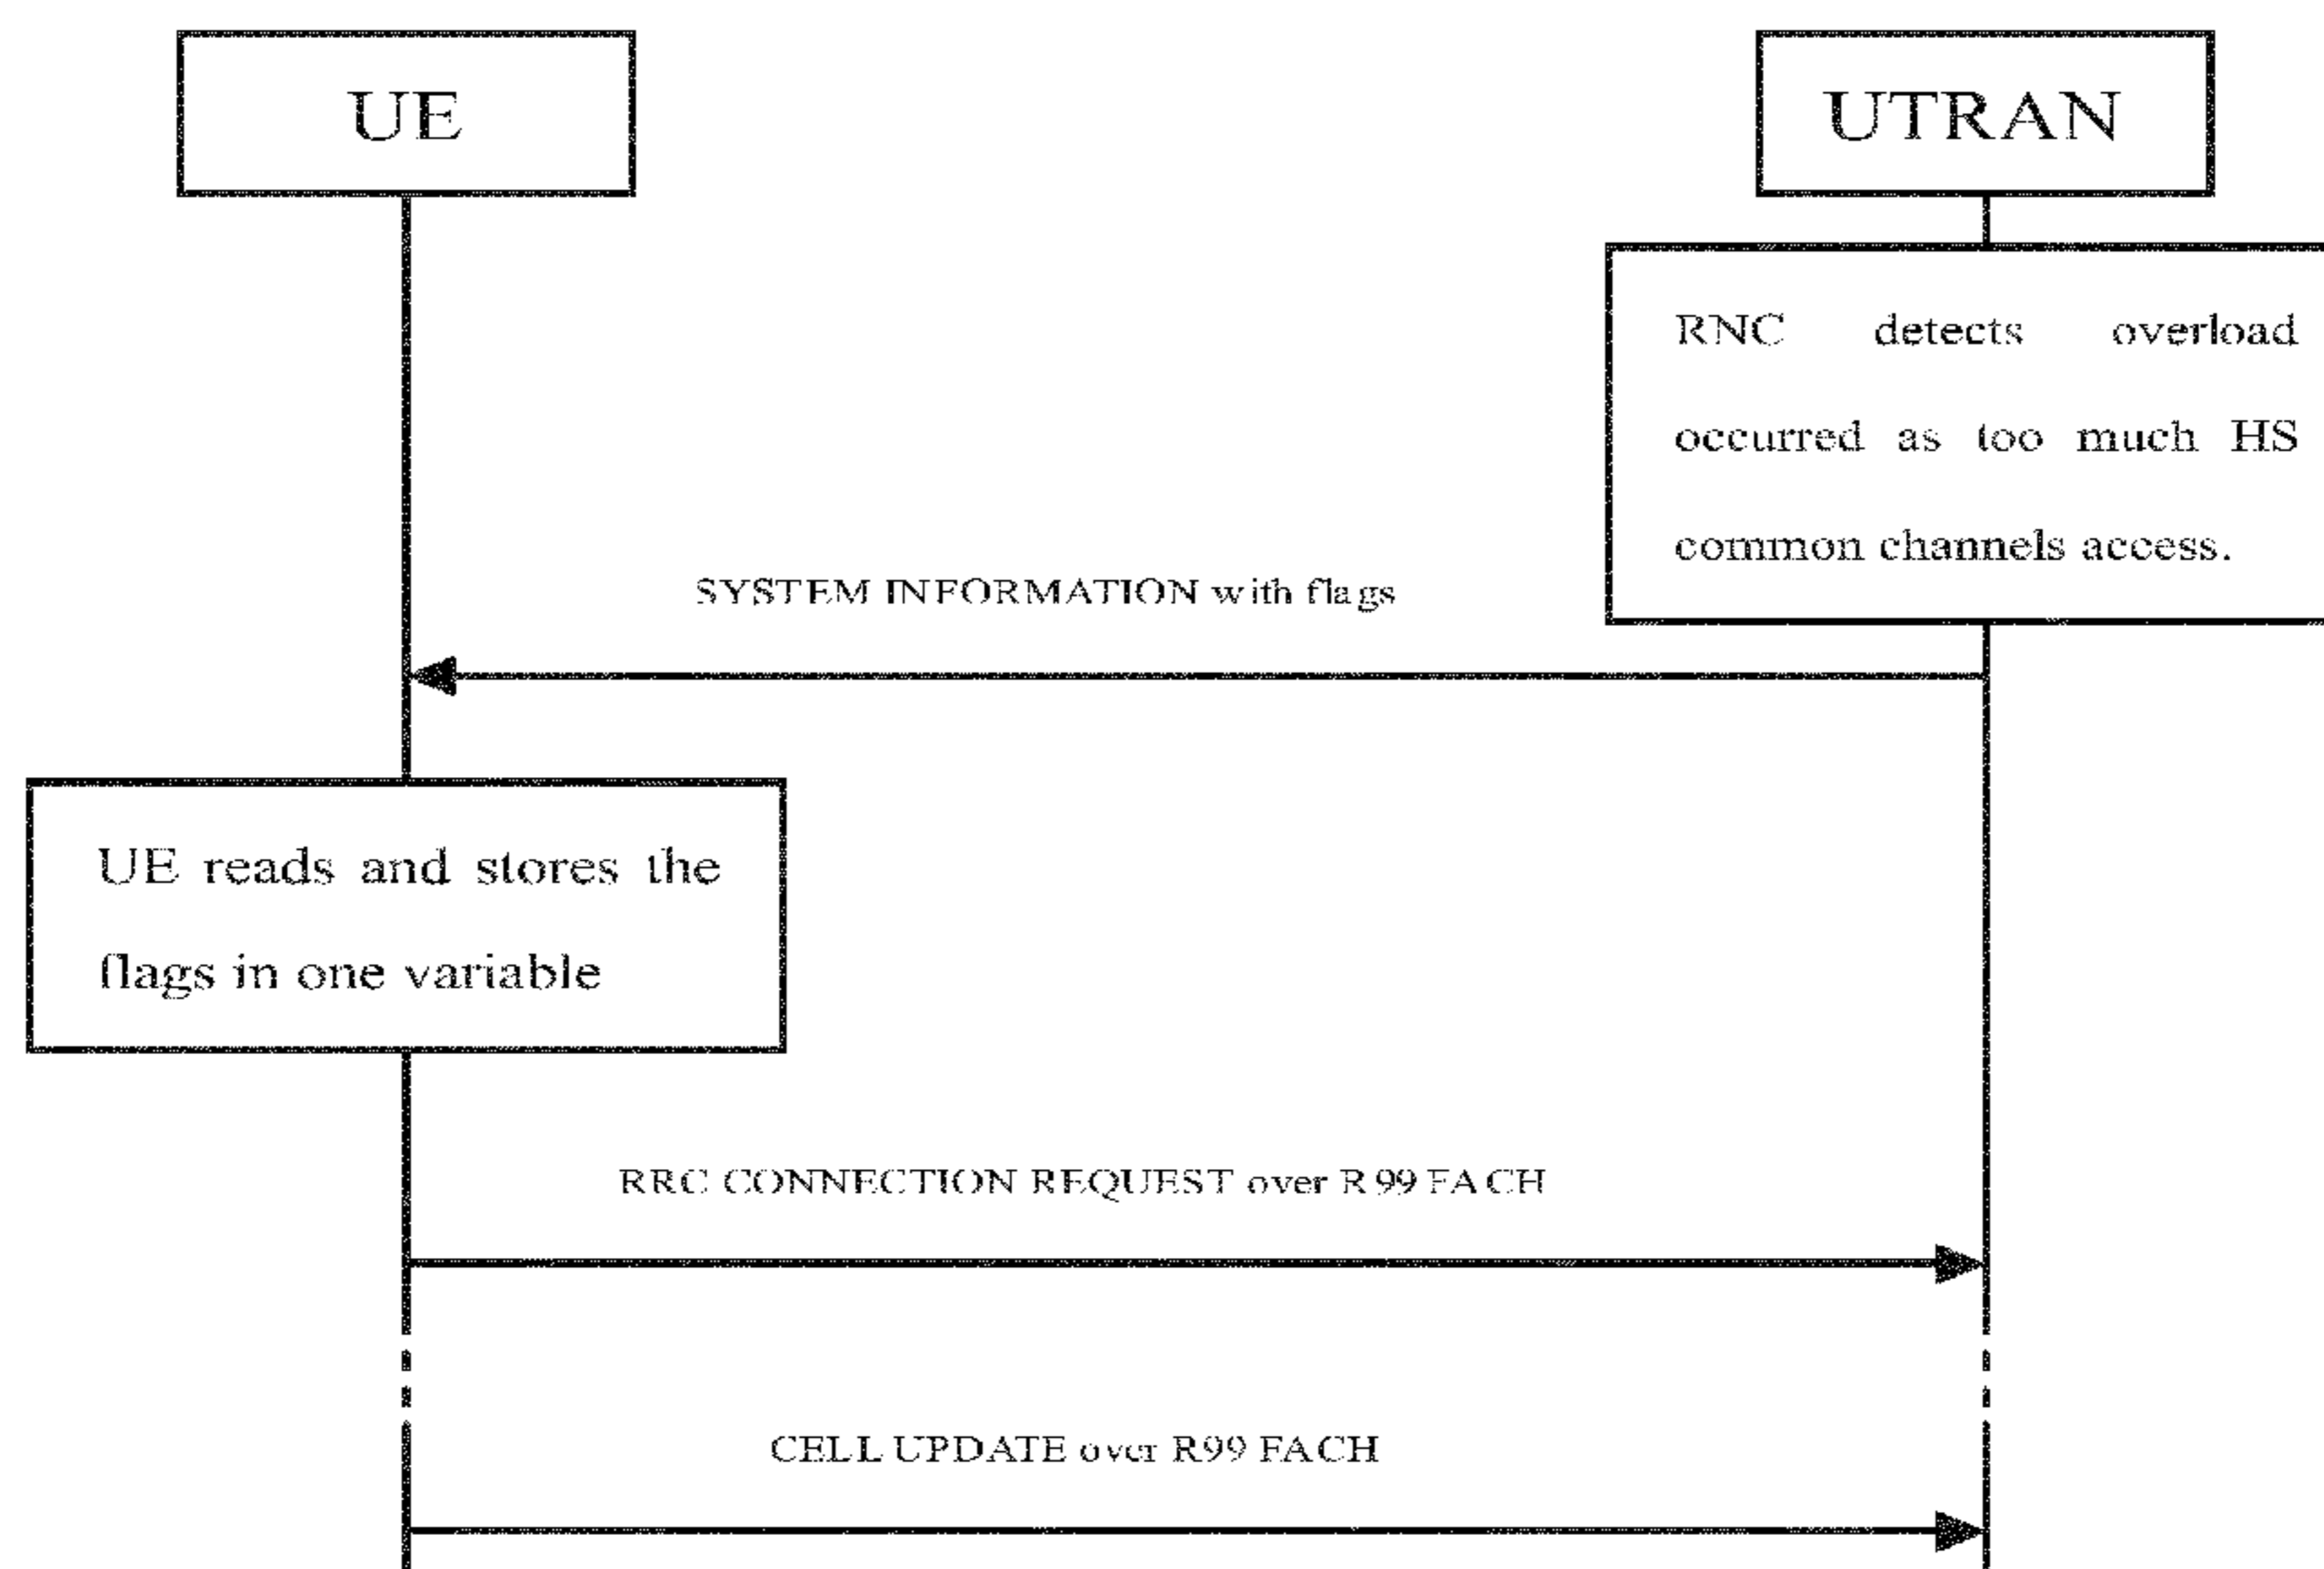 UE
UTRAN
RNC detects overload
occurred as too much HS
common channels access.
SYSTEM INFORMATION with flags
UE reads and stores the
flags in one variable
RRC CONNECTION REQUEST over R99 FACH
CELL UPDATE over R99 FACH